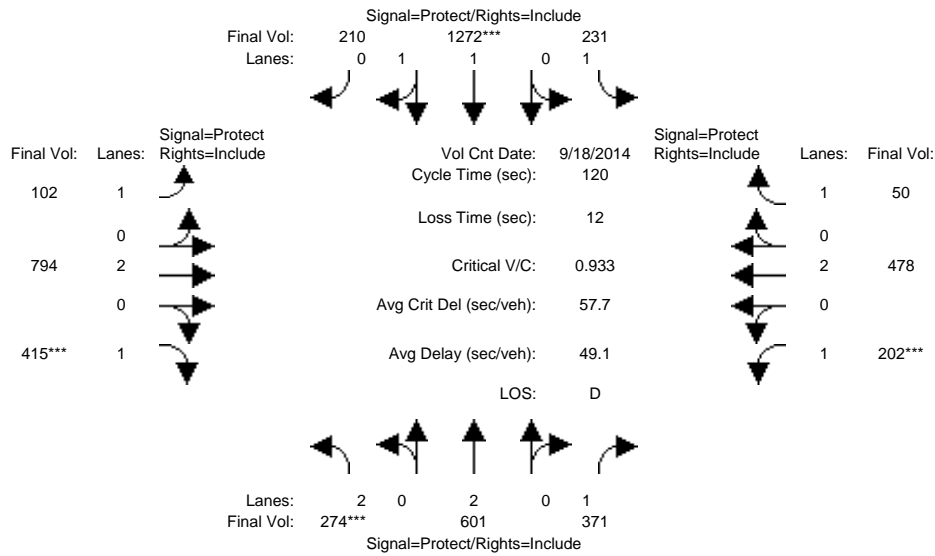 Signal=Protect/Rights=Include
Final Vol: 210 1272*** 231
Lanes: 0 1 1 0 1
Signal=Protect Signal=Protect
Final Vol: Lanes: Rights=Include Vol Cnt Date: 9/18/2014 Rights=Include Lanes: Final Vol:
Cycle Time (sec): 120
102 1 1 50
Loss Time (sec): 12
0 0
794 2 Critical V/C: 0.933 2 478
0 Avg Crit Del (sec/veh): 57.7 0
415*** 1 Avg Delay (sec/veh): 49.1 1 202***
LOS: D
Lanes: 2 0 2 0 1
Final Vol: 274*** 601 371
Signal=Protect/Rights=Include